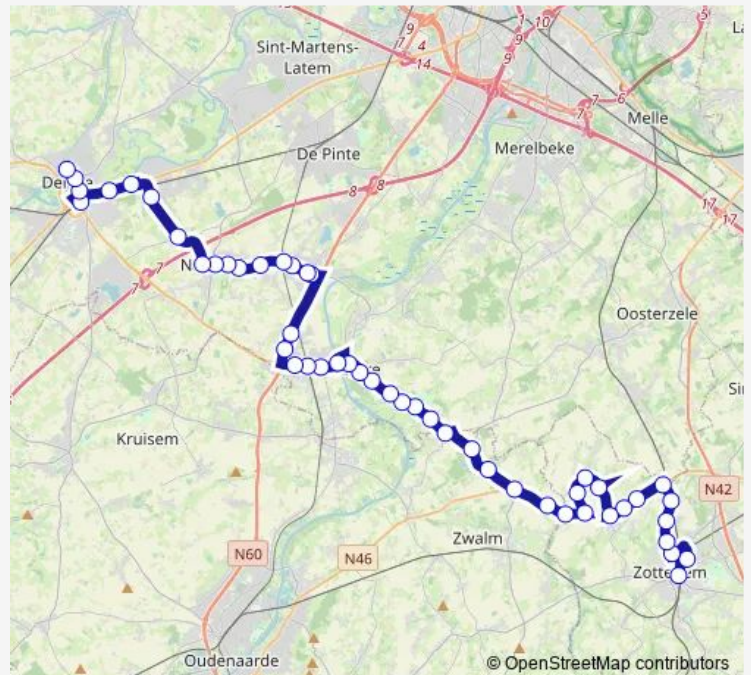 9
10
7
4
9
5
Sint-Martens-
Latem
14
9
7
7
6
Melle
De Pinte
Merelbeke
8
8
17
17
7
7
Oosterzele
Kruisem
N42
N60
N46
Zwalm
Oudenaarde
© OpenStreetMap contributors